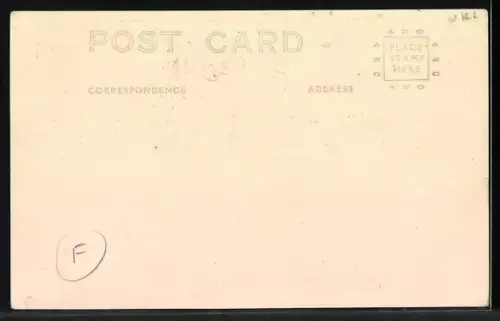 POST CARD
PLACE
STAMP
HERE
CORRESPONDENCE
ADDRESS
F